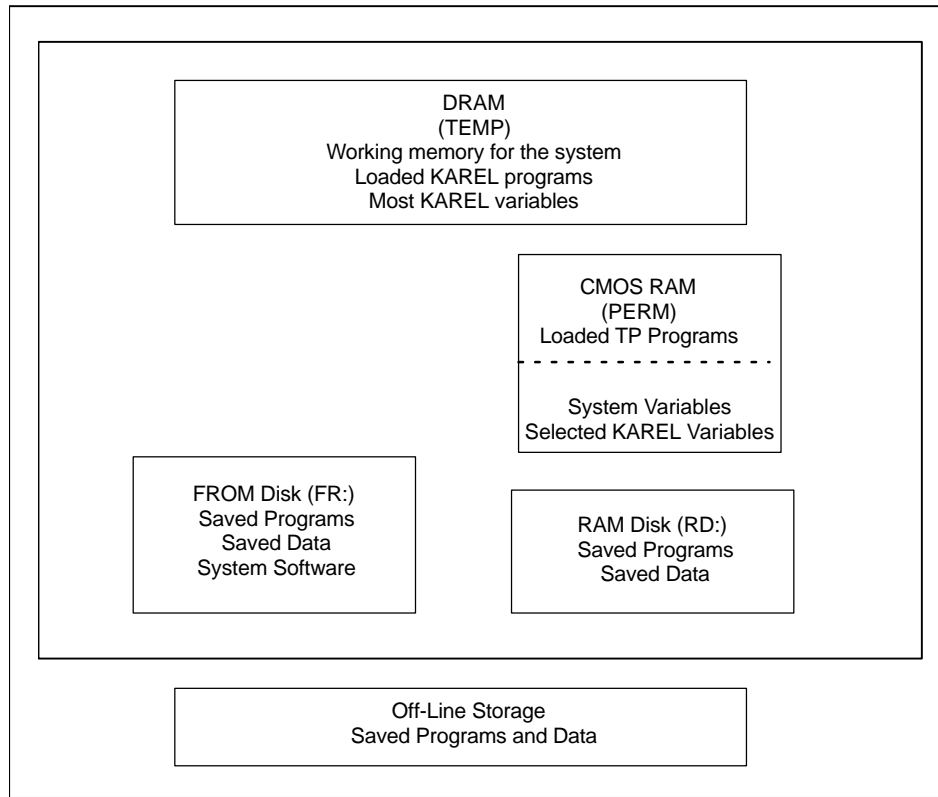 DRAM
(TEMP)
Working memory for the system
Loaded KAREL programs
Most KAREL variables
CMOS RAM
(PERM)
Loaded TP Programs
System Variables
Selected KAREL Variables
FROM Disk (FR:)
Saved Programs
Saved Data
System Software
RAM Disk (RD:)
Saved Programs
Saved Data
Off-Line Storage
Saved Programs and Data